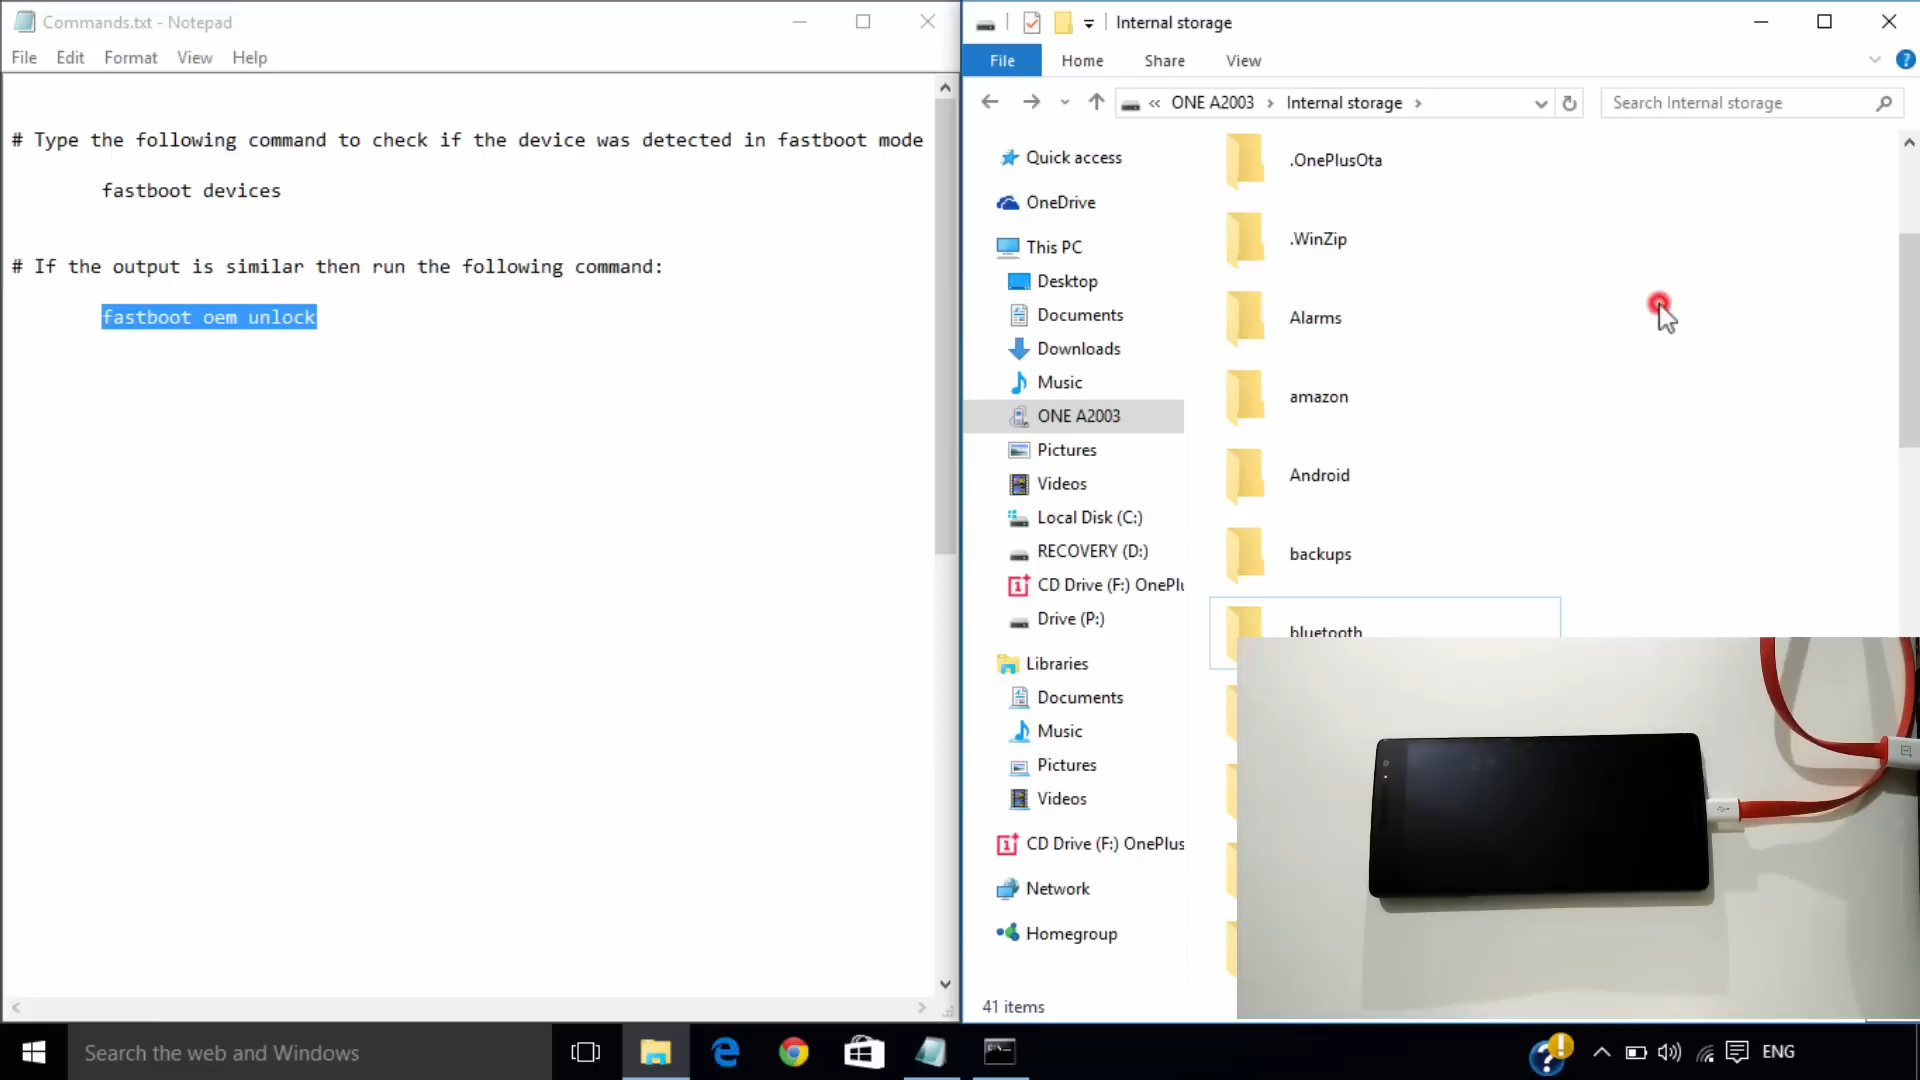 Commands.txt - Notepad
File Edit Format View Help
# Type the following command to check if the device was detected in fastboot mode
fastboot devices
# If the output is similar then run the following command:
fastboot oem unlock
Internal storage
File Home Share View
« ONE A2003 > Internal storage >
Search Internal storage
Quick access
OneDrive
This PC
Desktop
Documents
Downloads
Music
ONE A2003
Pictures
Videos
Local Disk (C:)
RECOVERY (D:)
CD Drive (F:) OnePlu
Drive (P:)
Libraries
Documents
Music
Pictures
Videos
CD Drive (F:) OnePlus
Network
Homegroup
.OnePlusOta
.WinZip
Alarms
amazon
Android
backups
bluetooth
41 items
Search the web and Windows
ENG